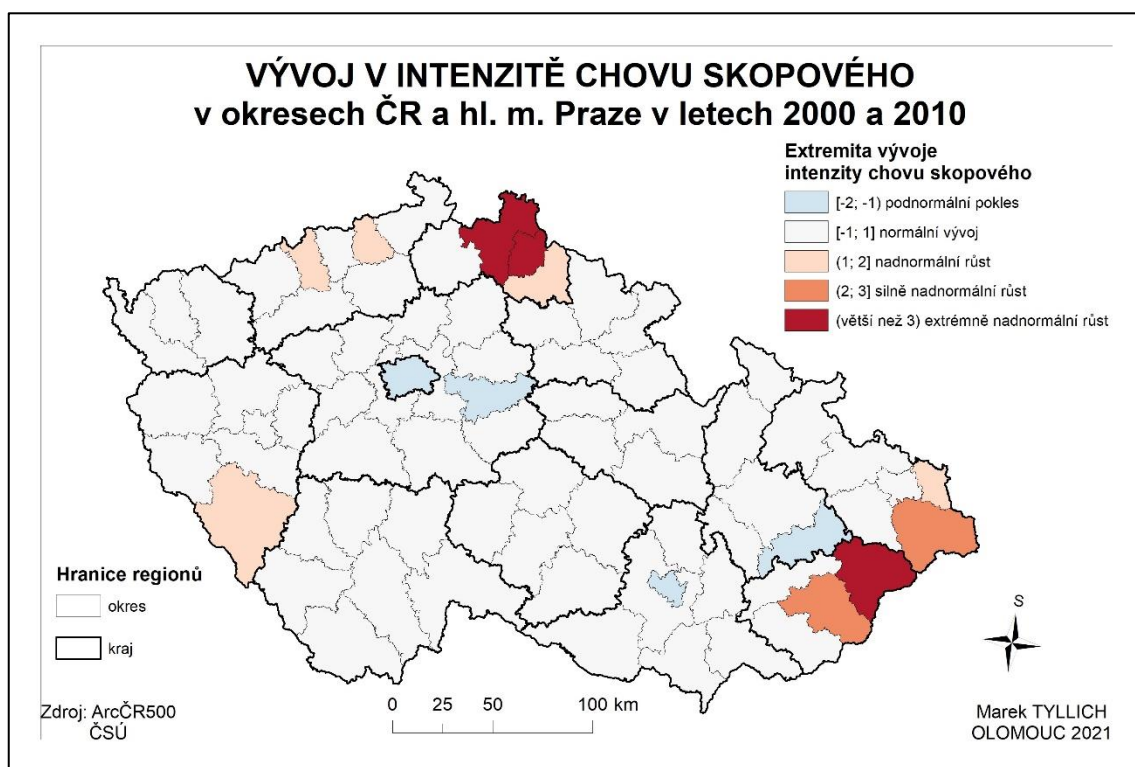 VÝVOJ V INTENZITĚ CHOVU SKOPOVÉHO
v okresech ČR a hl. m. Praze v letech 2000 a 2010
Extremita vývoje
intenzity chovu skopového
[-2; -1) podnormální pokles
[-1; 1] normální vývoj
(1; 2] nadnormální růst
(2; 3] silně nadnormální růst
(větší než 3) extrémně nadnormální růst
Hranice regionů
okres
kraj
S
0 25 50 100 km
Zdroj: ArcČR500
ČSÚ
Marek TYLLICH
OLOMOUC 2021